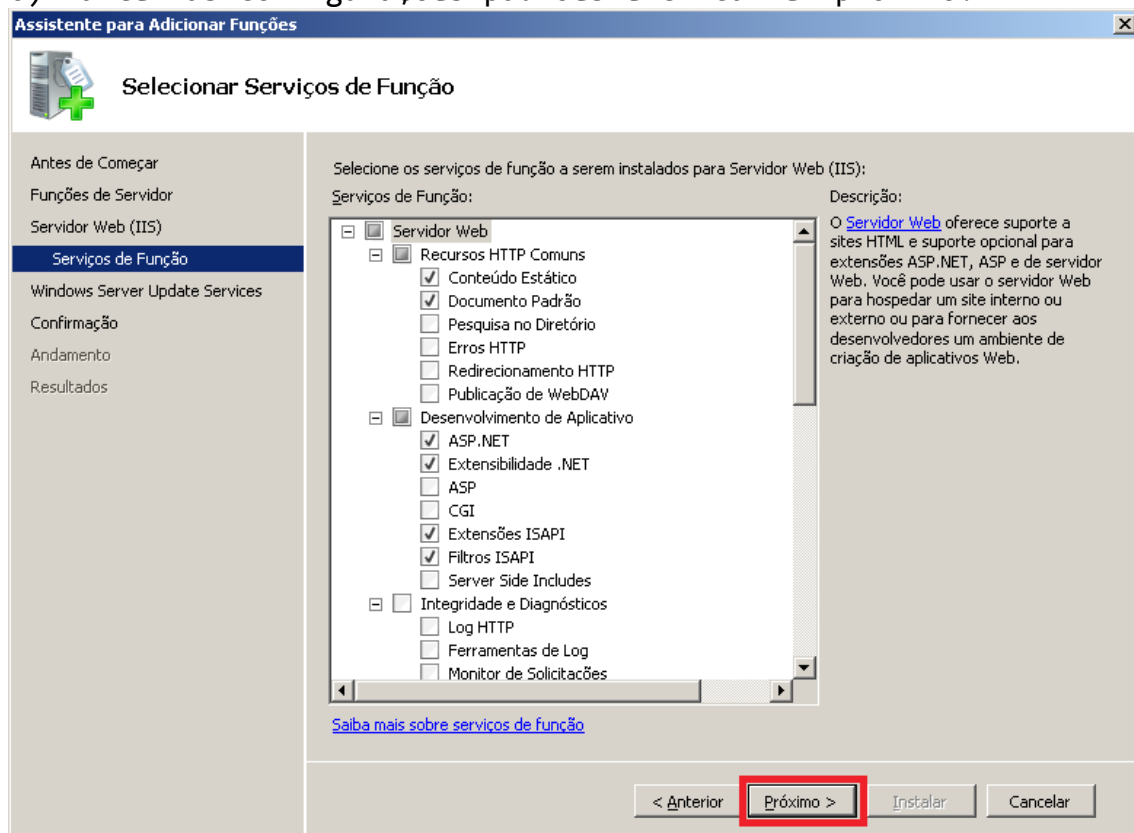 Assistente para Adicionar Funções
Selecionar Serviços de Função
Antes de Começar
Funções de Servidor
Servidor Web (IIS)
Serviços de Função
Windows Server Update Services
Confirmação
Andamento
Resultados
Selecione os serviços de função a serem instalados para Servidor Web (IIS):
Serviços de Função:
Servidor Web
Recursos HTTP Comuns
Conteúdo Estático
Documento Padrão
Pesquisa no Diretório
Erros HTTP
Redirecionamento HTTP
Publicação de WebDAV
Desenvolvimento de Aplicativo
ASP.NET
Extensibilidade .NET
ASP
CGI
Extensões ISAPI
Filtros ISAPI
Server Side Includes
Integridade e Diagnósticos
Log HTTP
Ferramentas de Log
Monitor de Solicitações
Saiba mais sobre serviços de função
Descrição:
O Servidor Web oferece suporte a
sites HTML e suporte opcional para
extensões ASP.NET, ASP e de servidor
Web. Você pode usar o servidor Web
para hospedar um site interno ou
externo ou para fornecer aos
desenvolvedores um ambiente de
criação de aplicativos Web.
< Anterior
Próximo >
Instalar
Cancelar